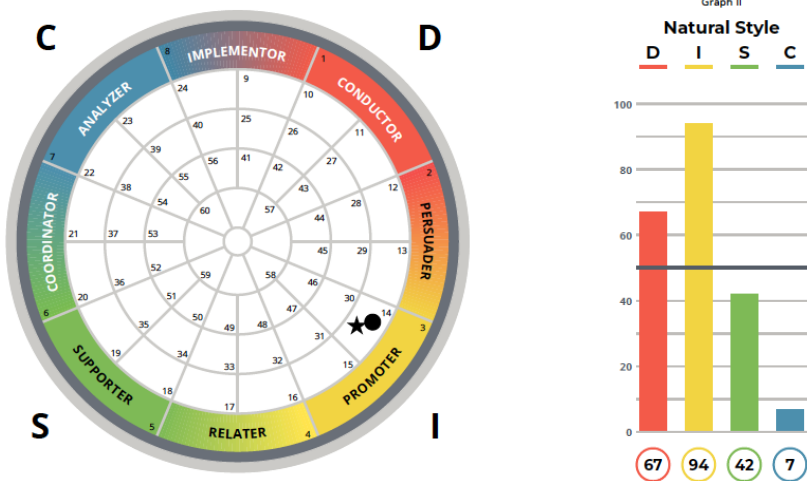 Graph II
Natural Style
C
D
D I S C
IMPLEMENTOR
CONDUCTOR
PERSUADER
PROMOTER
RELATER
SUPPORTER
COORDINATOR
ANALYZER
8
1
2
3
4
5
6
7
24 9 10
23 40 25 26 11
39 56 41 42 27
22 38 55 43 28 12
54 60 57 44
21 37 53 45 29 13
52 59 58 46
20 36 51 50 49 48 47 30 14
35 34 33 32 31
19 18 17 16 15
S
I
100
80
60
40
20
0
67 94 42 7